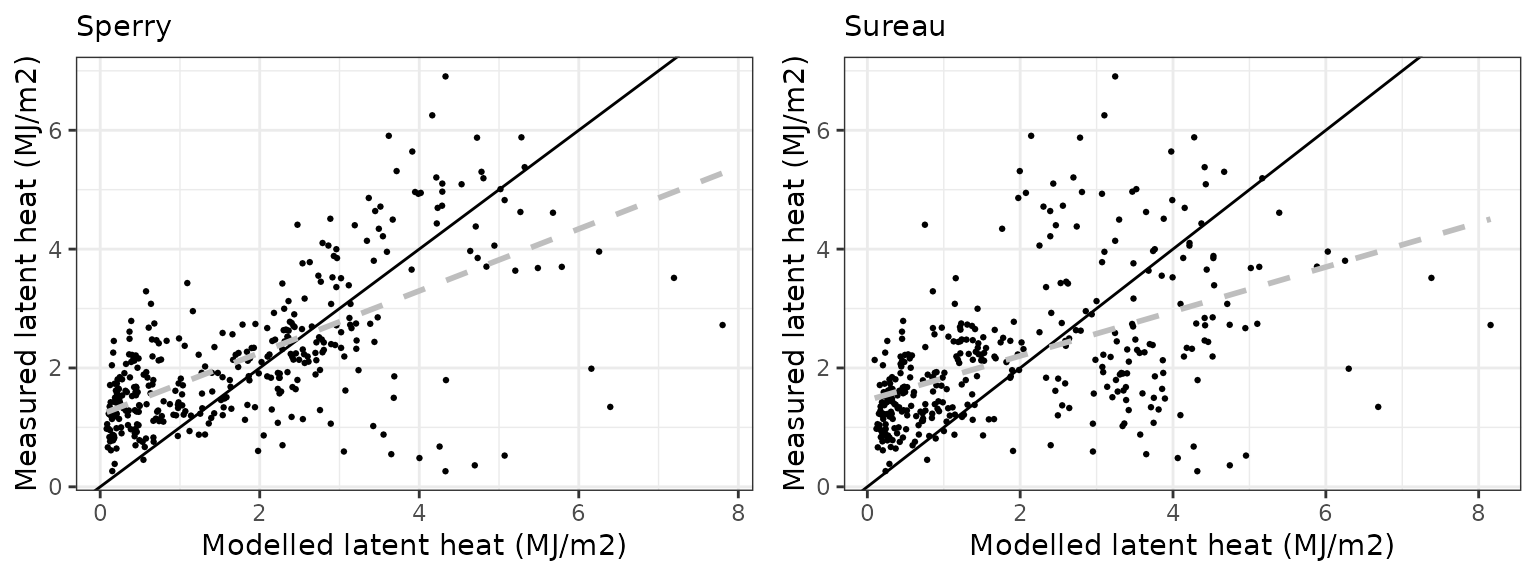 Sperry
Measured latent heat (MJ/m2)
6
4
2
0
0 2 4 6 8
Modelled latent heat (MJ/m2)
Sureau
Measured latent heat (MJ/m2)
6
4
2
0
0 2 4 6 8
Modelled latent heat (MJ/m2)